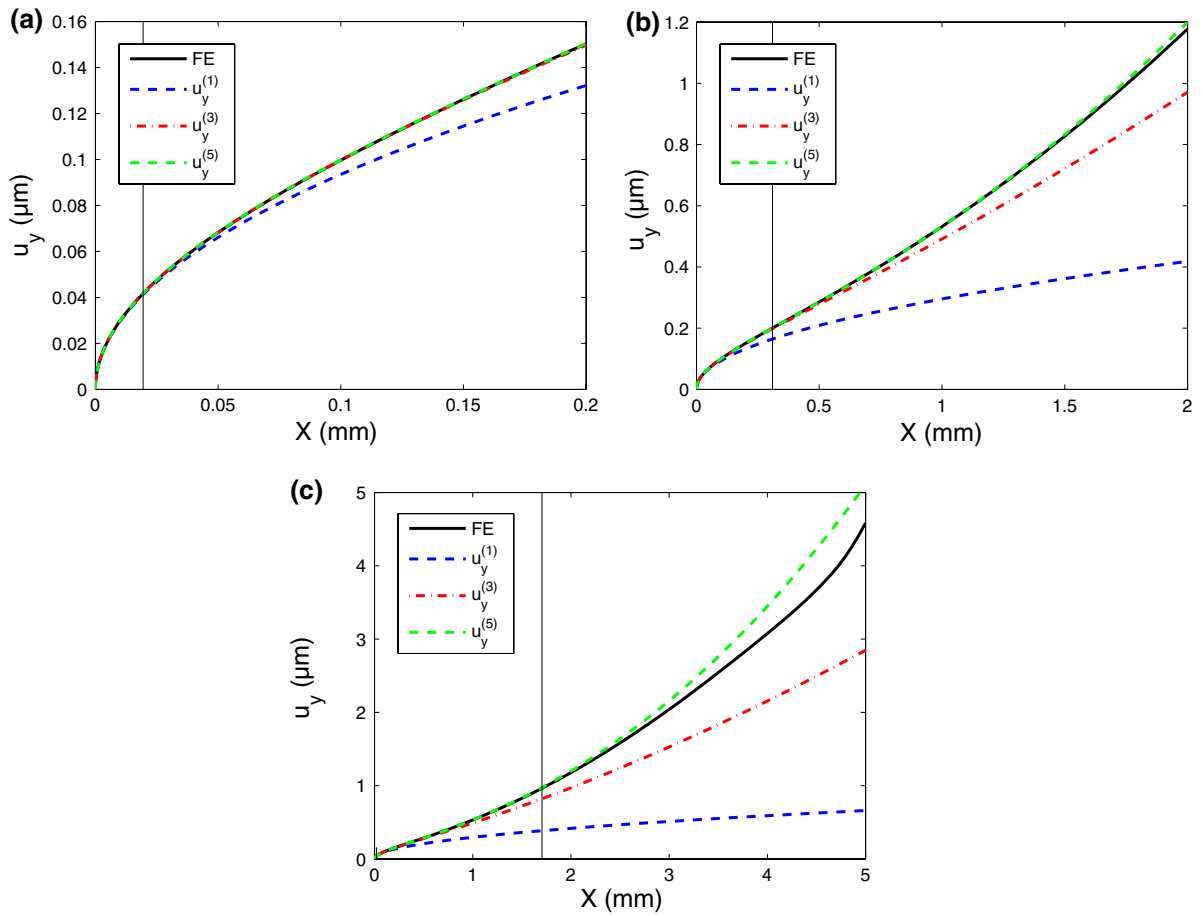 (a)
0.16
0.14
0.12
0.1
0.08
0.06
0.04
0.02
0
u_y (μm)
FE
u_y^(1)
u_y^(3)
u_y^(5)
0 0.05 0.1 0.15 0.2
X (mm)
(b)
1.2
1
0.8
0.6
0.4
0.2
0
u_y (μm)
FE
u_y^(1)
u_y^(3)
u_y^(5)
0 0.5 1 1.5 2
X (mm)
(c)
5
4
3
2
1
0
u_y (μm)
FE
u_y^(1)
u_y^(3)
u_y^(5)
0 1 2 3 4 5
X (mm)